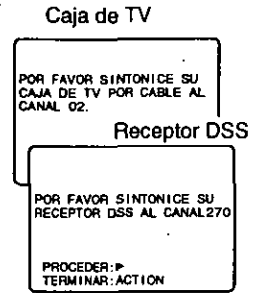 Caja de TV
POR FAVOR SINTONICE SU
CAJA DE TV POR CABLE AL
CANAL 02.
Receptor DSS
POR FAVOR SINTONICE SU
RECEPTOR DSS AL CANAL270
PROCEDER:►
TERMINAR:ACTION